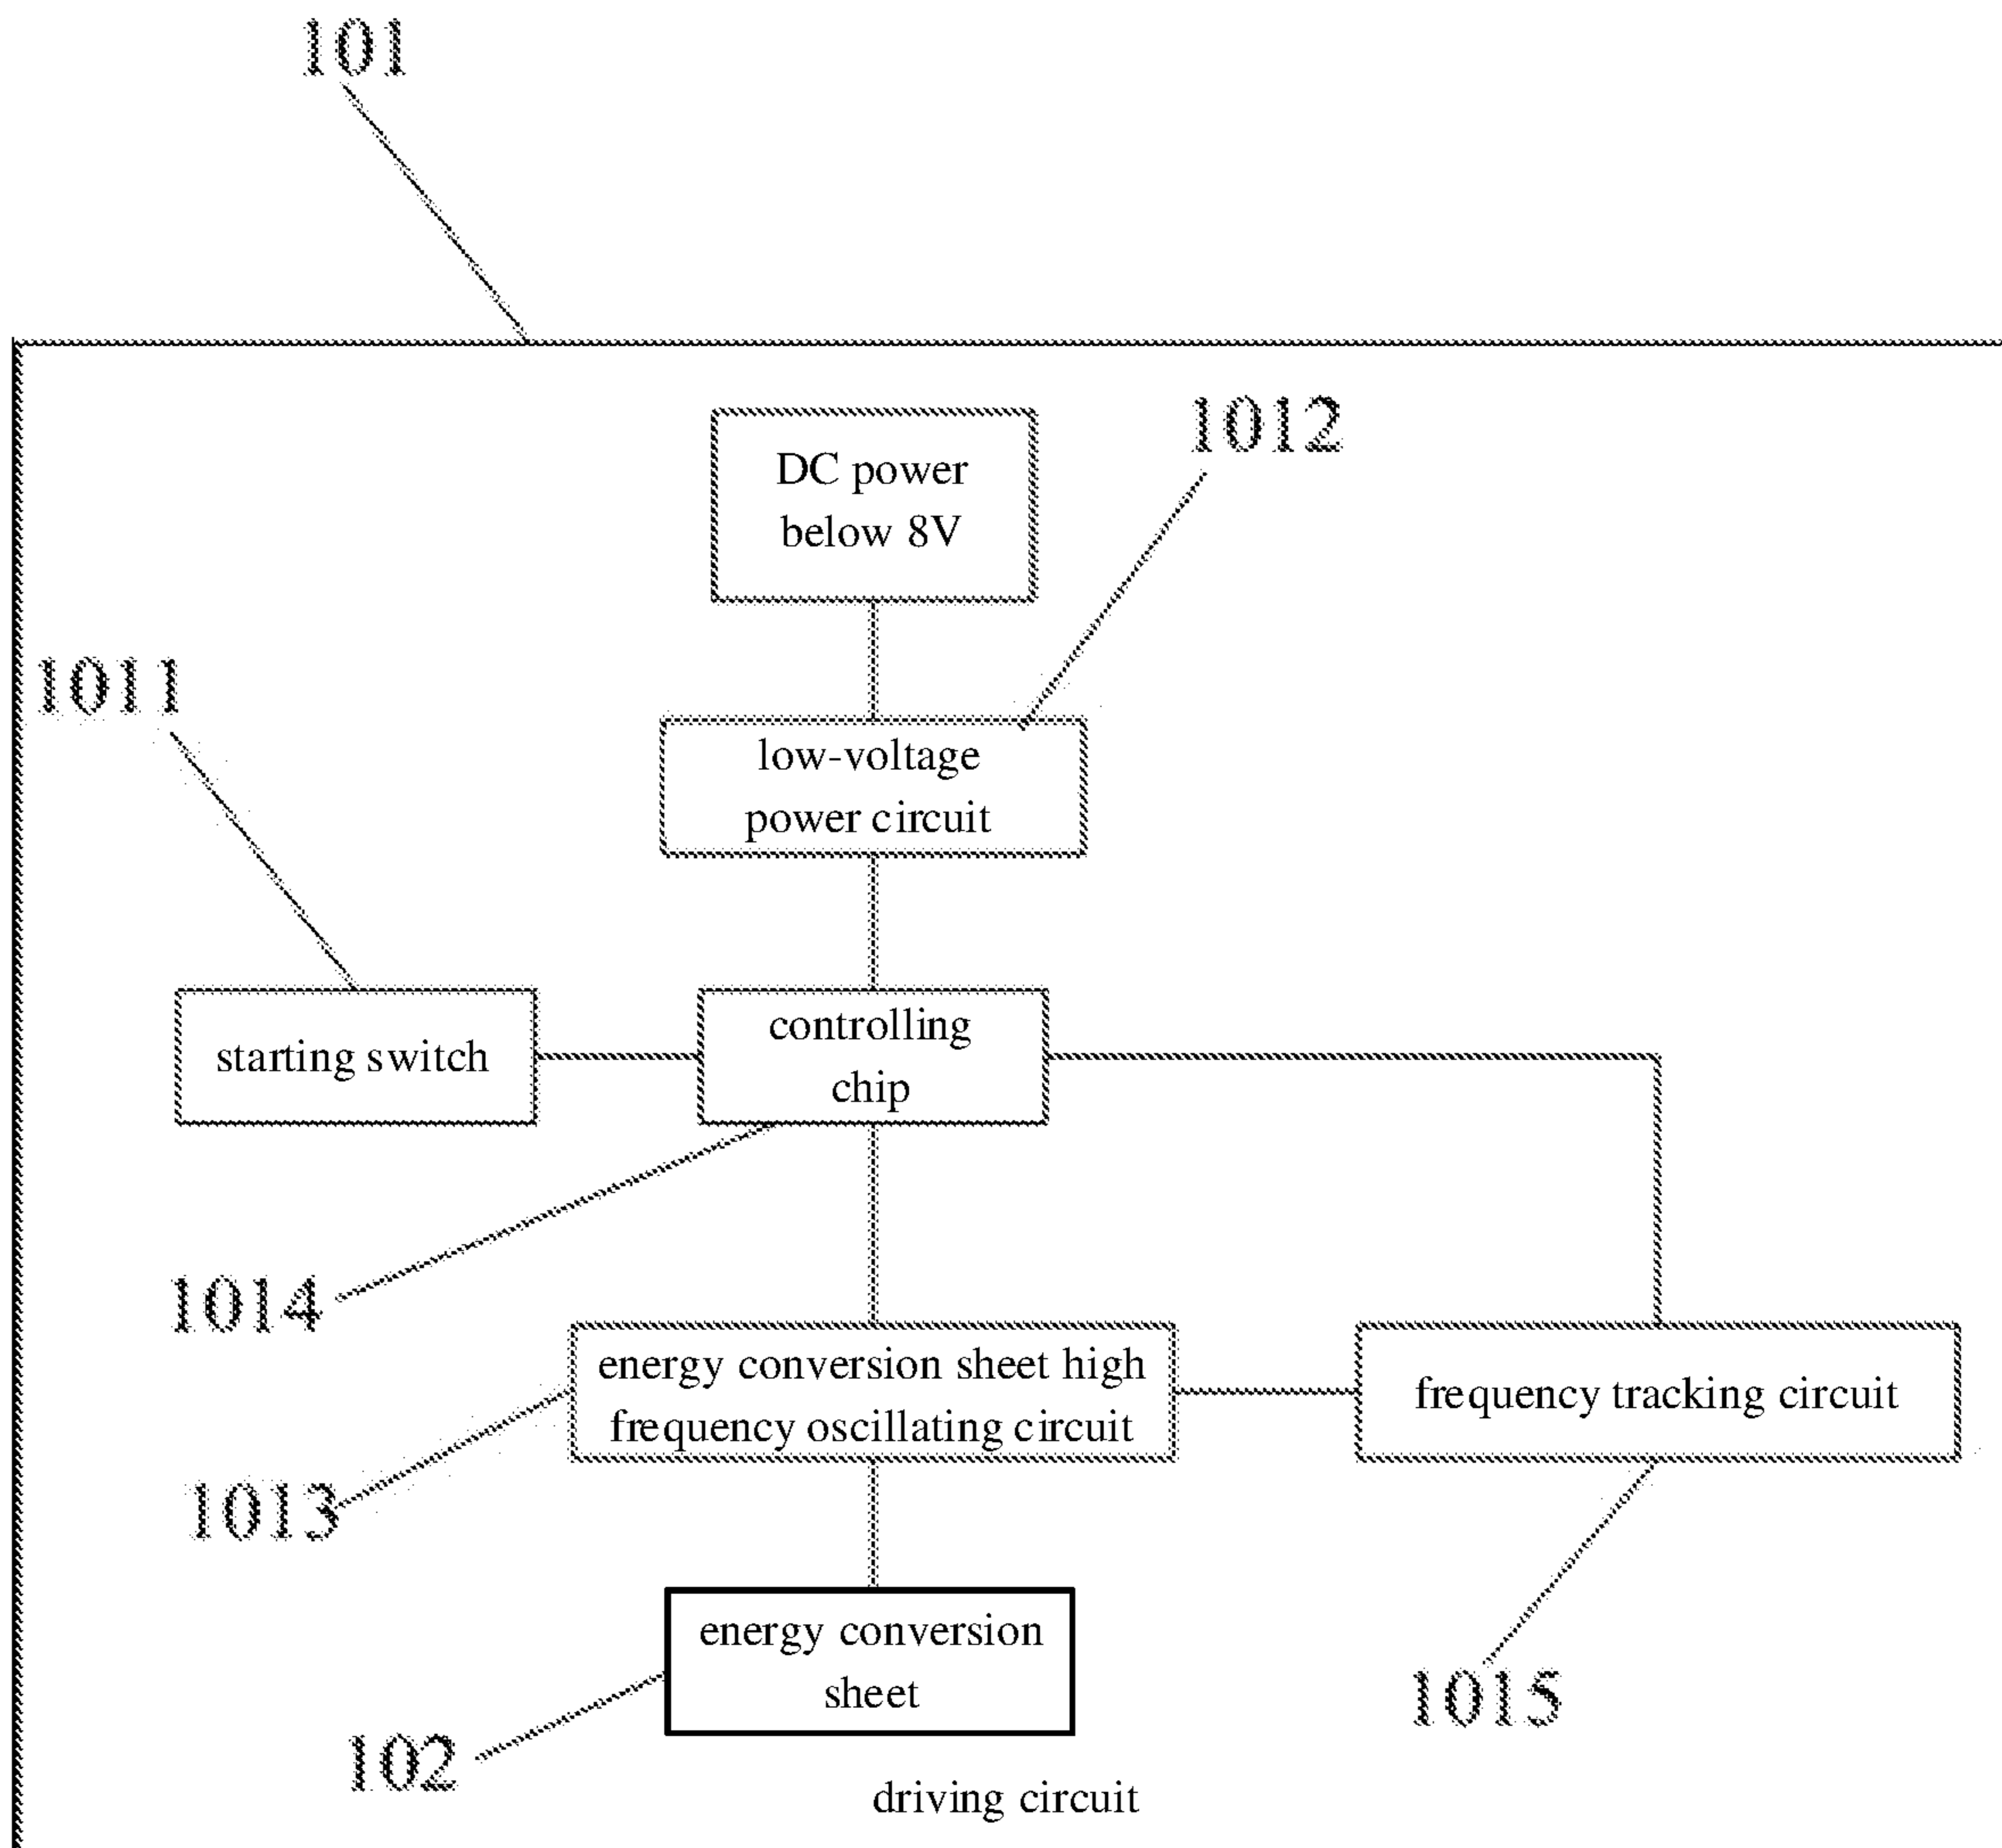 101
1012
DC power
below 8V
1011
low-voltage
power circuit
starting switch
controlling
chip
1014
energy conversion sheet high
frequency oscillating circuit
frequency tracking circuit
1013
energy conversion
sheet
1015
102
driving circuit